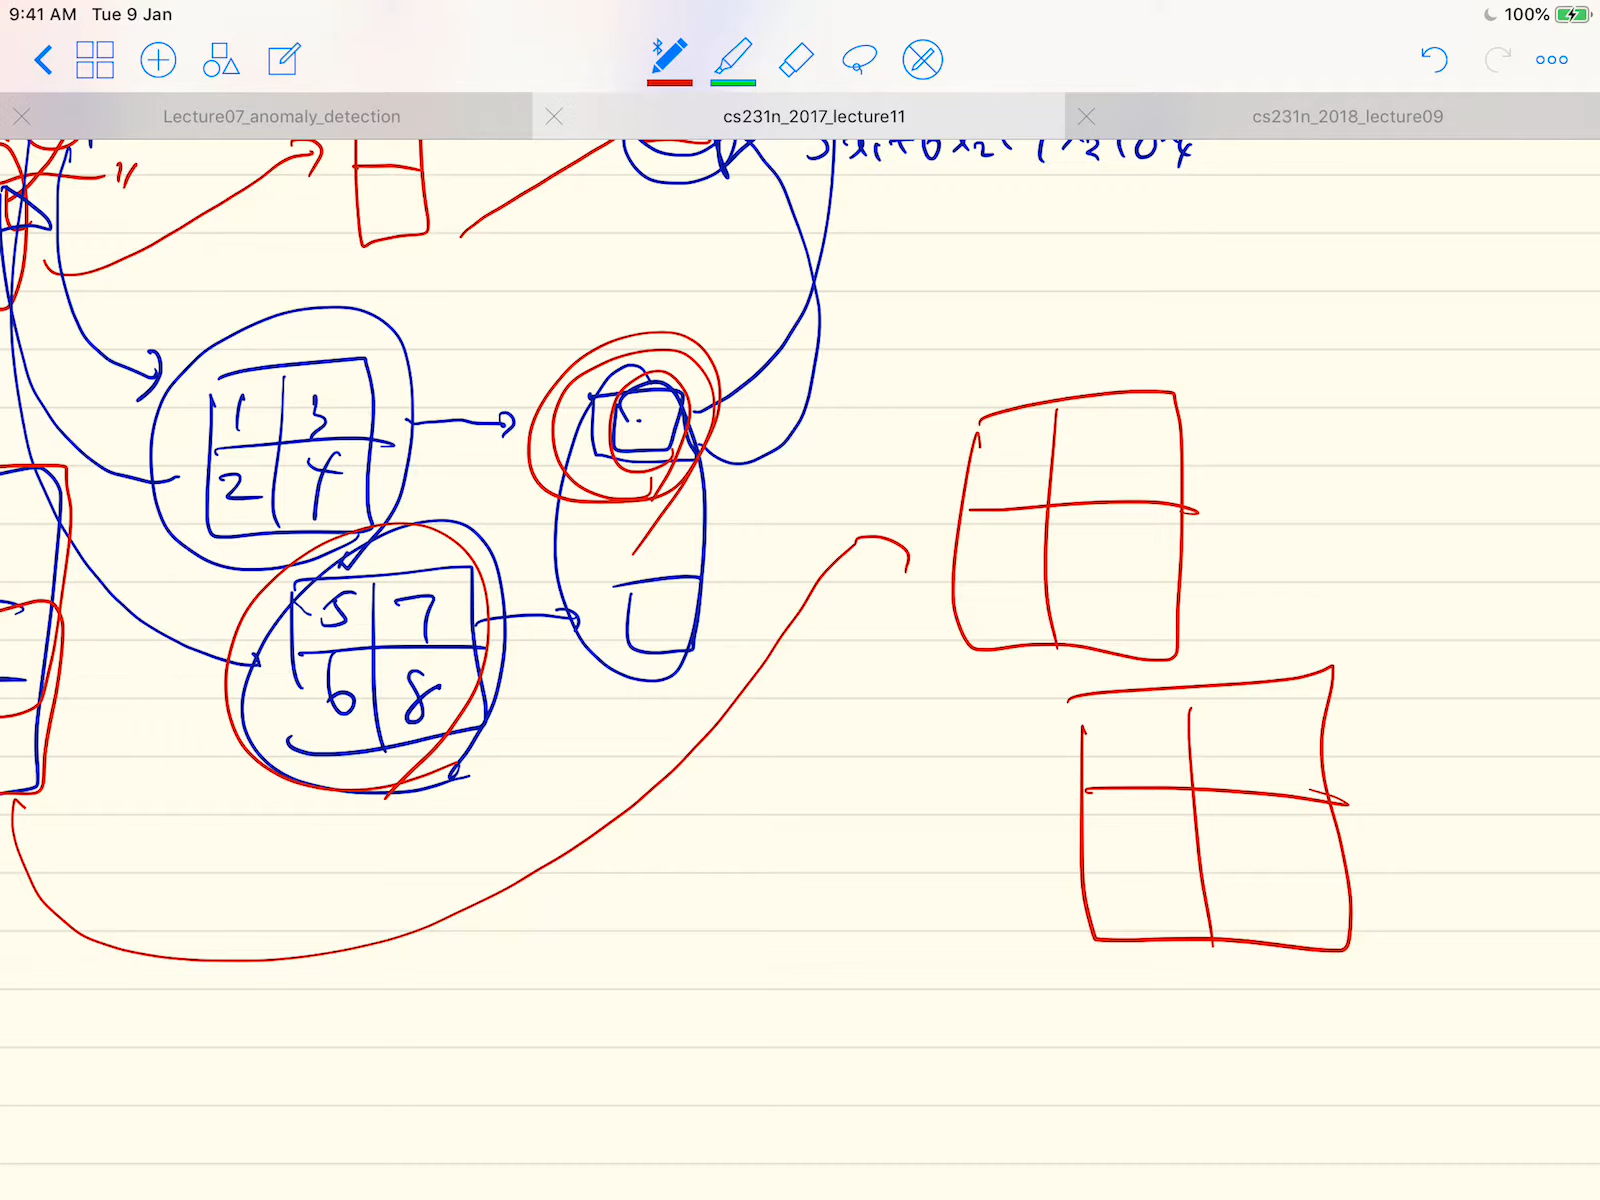 9:41 AM Tue 9 Jan
100%
Lecture07_anomaly_detection
cs231n_2017_lecture11
cs231n_2018_lecture09
1 3
2 4
5 7
6 8